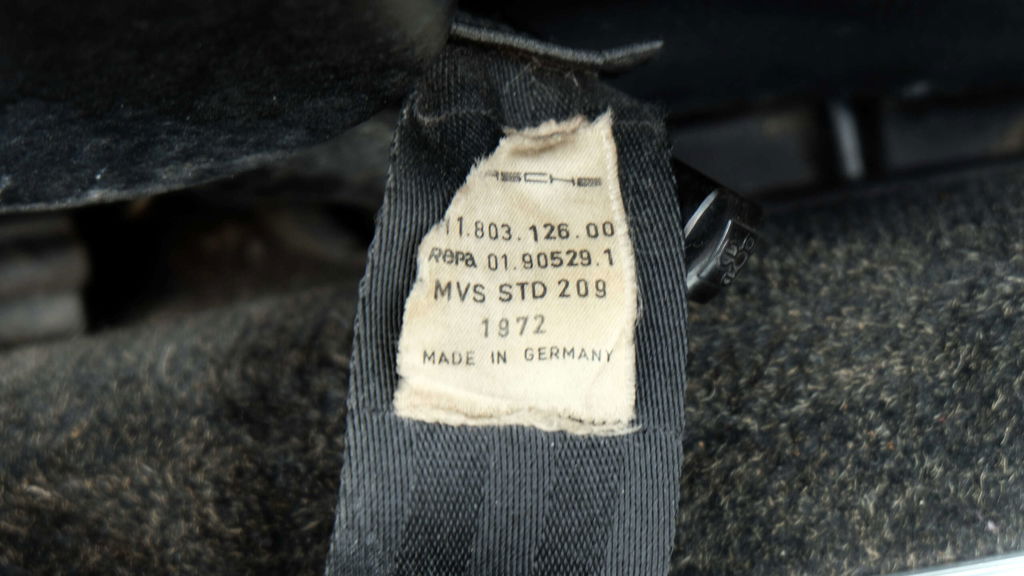 RSCHE
11.803.126.00
Repa 01.90529.1
MVS STD 209
1972
MADE IN GERMANY